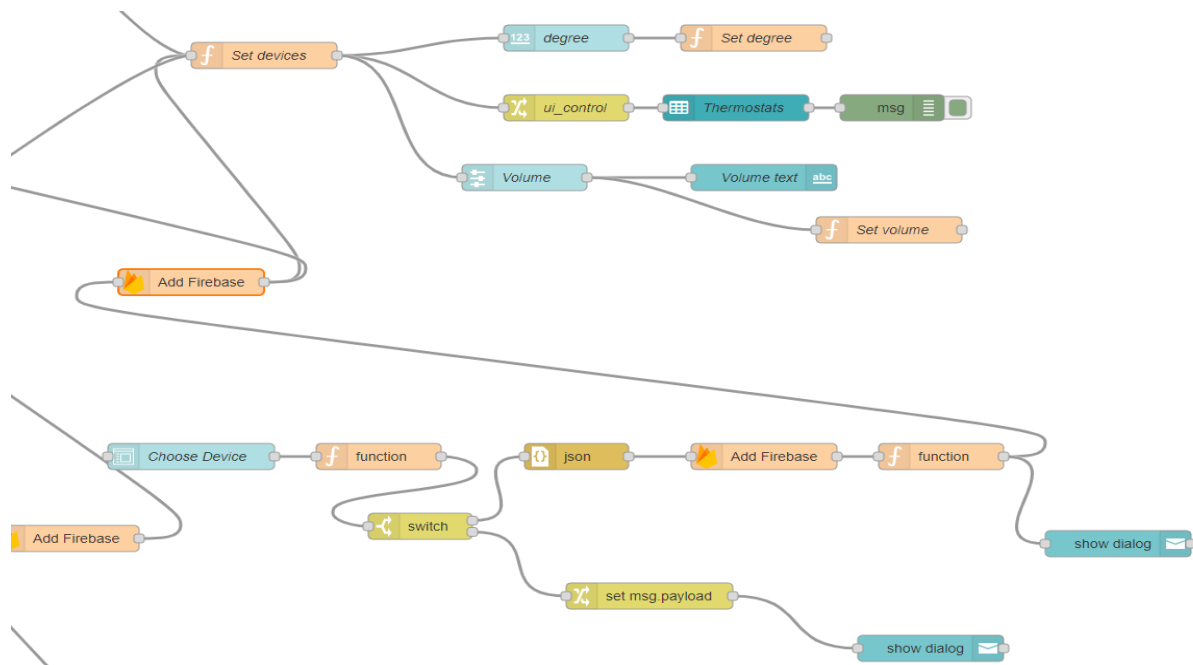 123 degree
Set degree
Set devices
ui_control
Thermostats
msg
Volume
Volume text abc
Set volume
Add Firebase
Choose Device
function
{} json
Add Firebase
function
switch
Add Firebase
show dialog
set msg.payload
show dialog